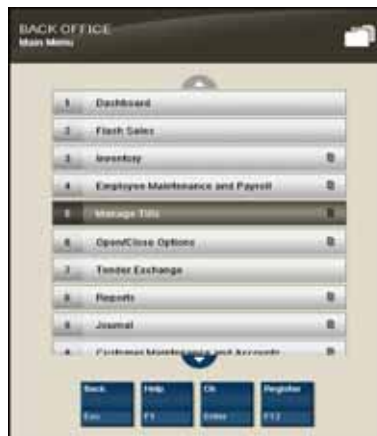 BACK OFFICE
Main Menu
1 Dashboard
2 Flash Sales
3 Inventory
4 Employee Maintenance and Payroll
5 Manage Tills
6 Open/Close Options
7 Tender Exchange
8 Reports
9 Journal
Customer Maintenance and Accounts
Back Help Ok Register
Esc F1 Enter F12